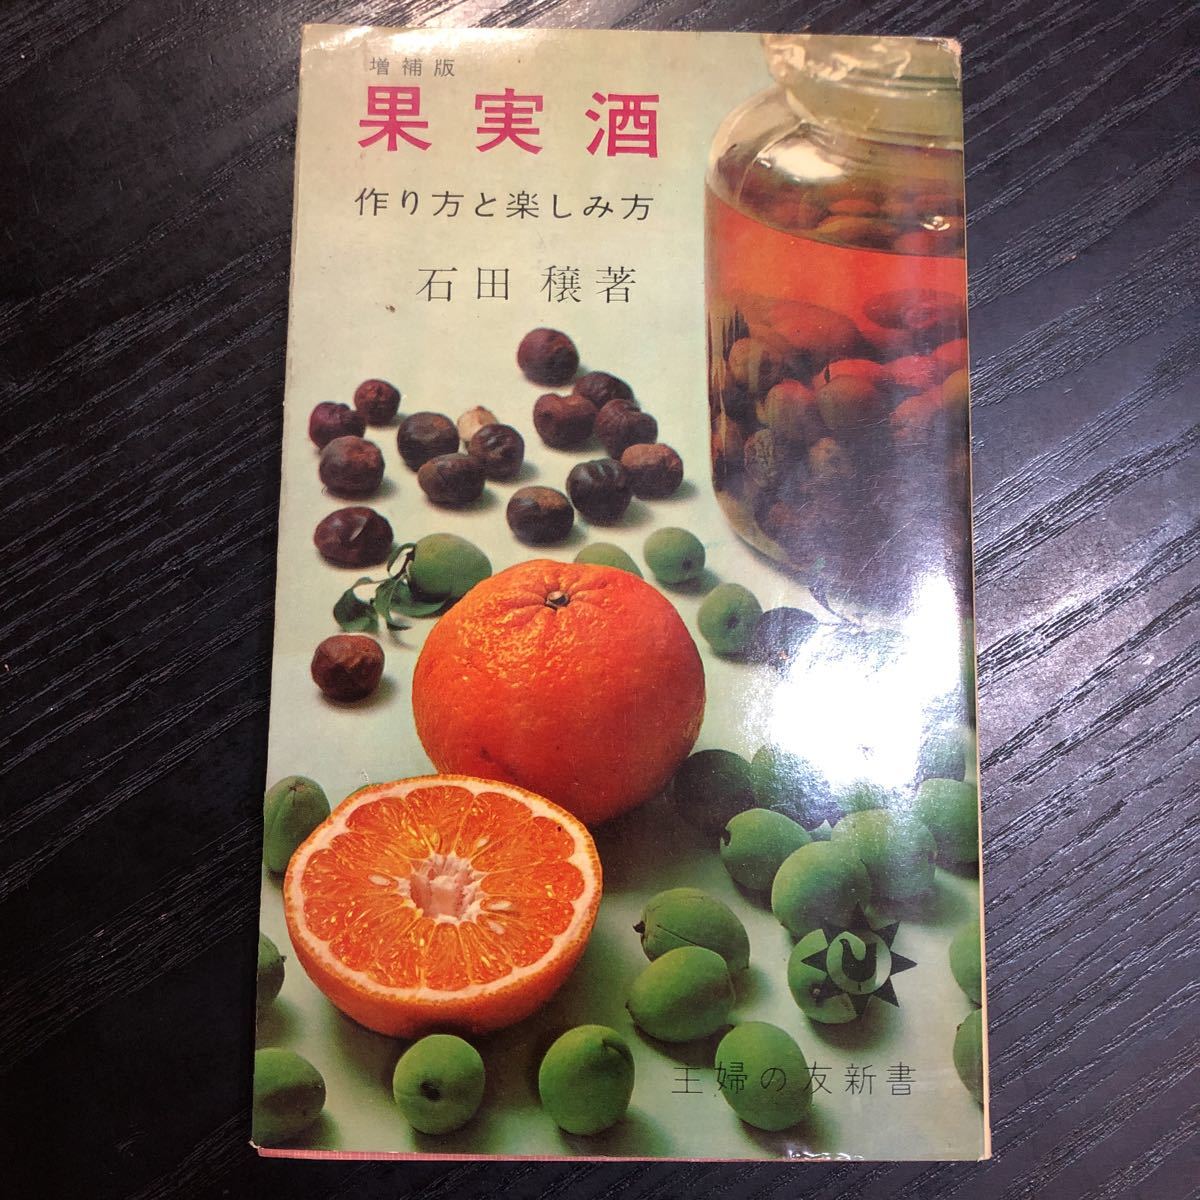 増補版
果実酒
作り方と楽しみ方
石田 穣著
主婦の友新書